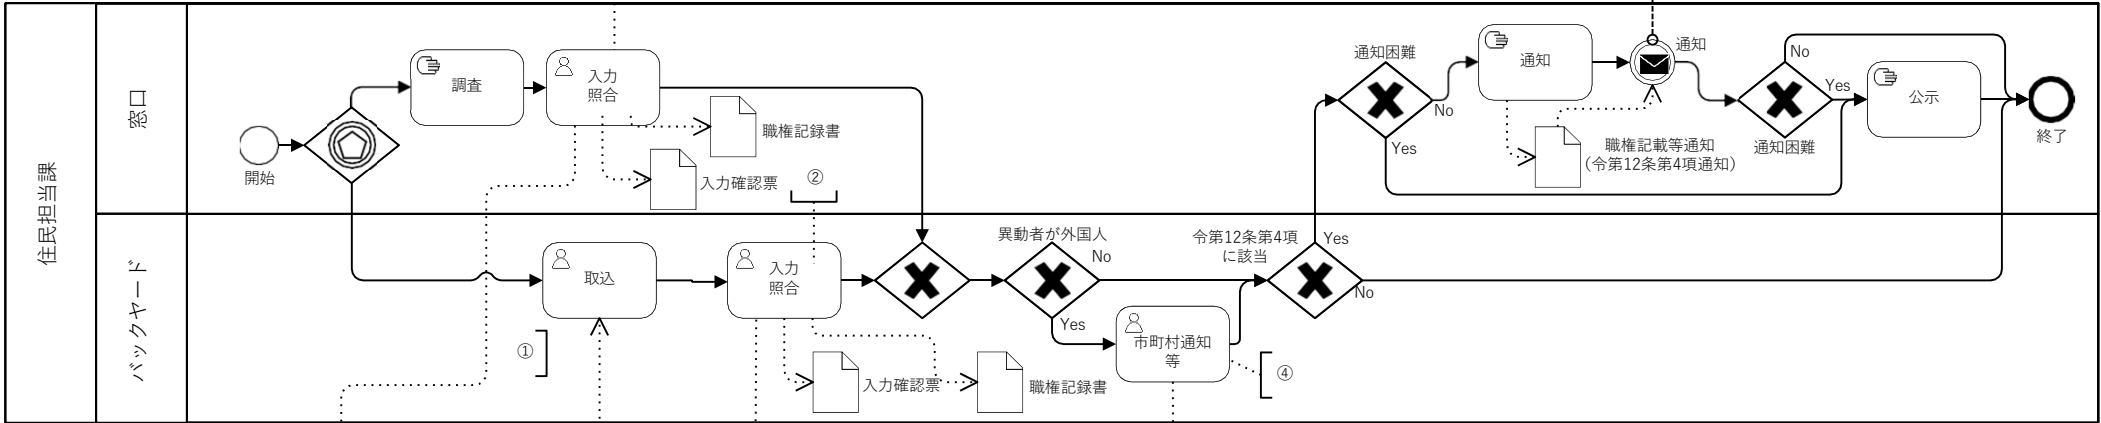 住民担当課
窓口
開始
調査
入力
照合
職権記録書
入力確認票
②
通知困難
No
Yes
通知
通知
職権記載等通知
（令第12条第4項通知）
No
Yes
通知困難
公示
終了
バックヤード
取込
①
入力
照合
入力確認票
職権記録書
異動者が外国人
No
Yes
市町村通知
等
④
令第12条第4項
に該当
Yes
No